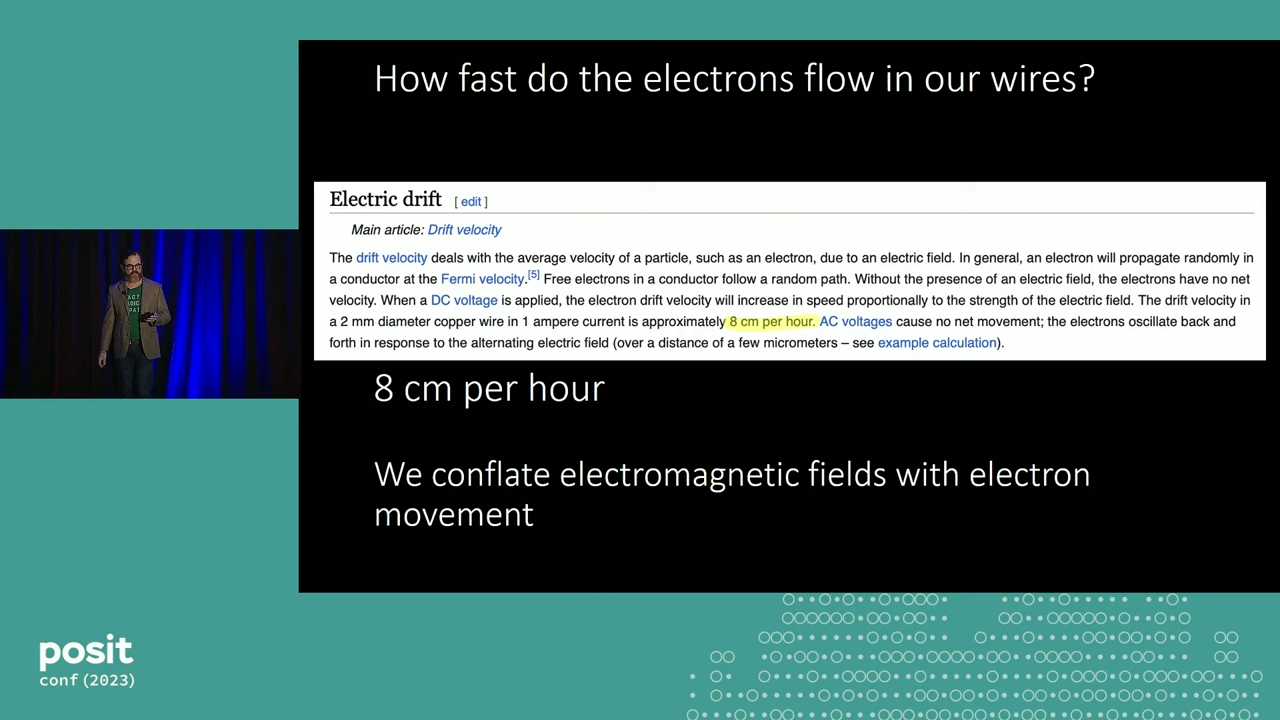 How fast do the electrons flow in our wires?
Electric drift [ edit ]
Main article: Drift velocity
The drift velocity deals with the average velocity of a particle, such as an electron, due to an electric field. In general, an electron will propagate randomly in
a conductor at the Fermi velocity.[5] Free electrons in a conductor follow a random path. Without the presence of an electric field, the electrons have no net
velocity. When a DC voltage is applied, the electron drift velocity will increase in speed proportionally to the strength of the electric field. The drift velocity in
a 2 mm diameter copper wire in 1 ampere current is approximately 8 cm per hour. AC voltages cause no net movement; the electrons oscillate back and
forth in response to the alternating electric field (over a distance of a few micrometers – see example calculation).
8 cm per hour
We conflate electromagnetic fields with electron
movement
posit
conf(2023)